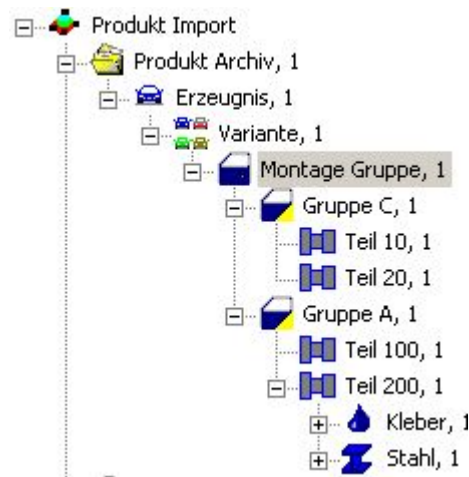 Produkt Import
Produkt Archiv, 1
Erzeugnis, 1
Variante, 1
Montage Gruppe, 1
Gruppe C, 1
Teil 10, 1
Teil 20, 1
Gruppe A, 1
Teil 100, 1
Teil 200, 1
Kleber, 1
Stahl, 1